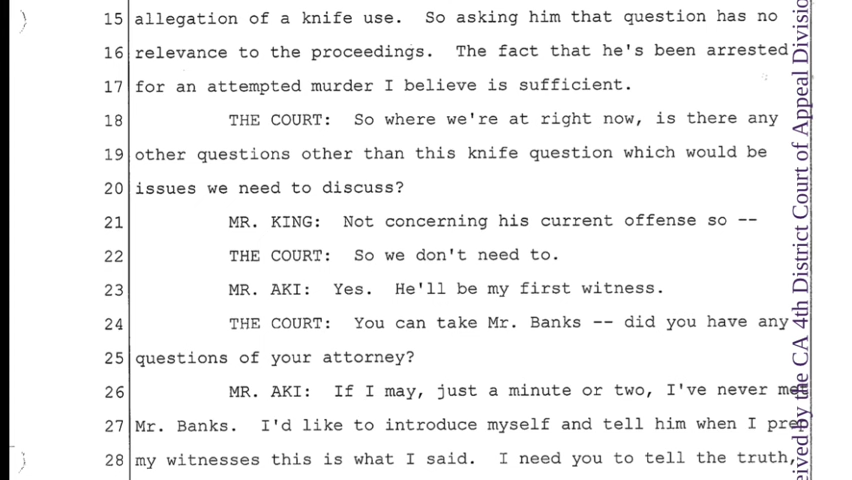 15 allegation of a knife use. So asking him that question has no
16 relevance to the proceedings. The fact that he's been arrested
17 for an attempted murder I believe is sufficient.
18 THE COURT: So where we're at right now, is there any
19 other questions other than this knife question which would be
20 issues we need to discuss?
21 MR. KING: Not concerning his current offense so --
22 THE COURT: So we don't need to.
23 MR. AKI: Yes. He'll be my first witness.
24 THE COURT: You can take Mr. Banks -- did you have any
25 questions of your attorney?
26 MR. AKI: If I may, just a minute or two, I've never
27 Mr. Banks. I'd like to introduce myself and tell him when I
28 my witnesses this is what I said. I need you to tell the truth,
the CA 4th District Court of Appeal